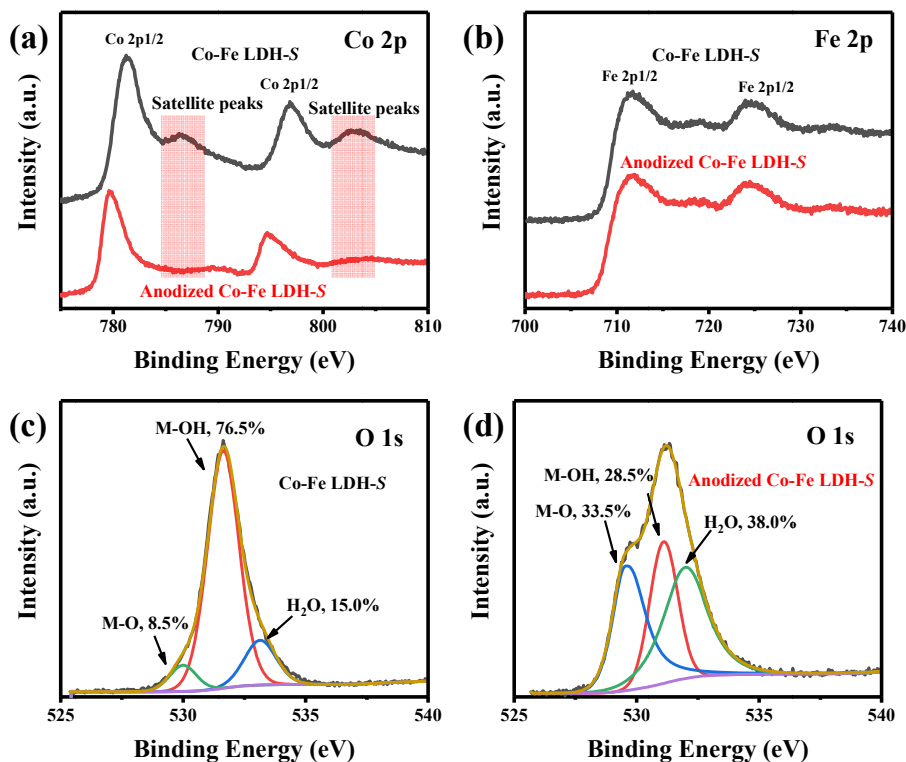 (a)
Co 2p
Co 2p1/2
Co-Fe LDH-S
Co 2p1/2
Satellite peaks
Satellite peaks
Anodized Co-Fe LDH-S
Intensity (a.u.)
780 790 800 810
Binding Energy (eV)
(b)
Fe 2p
Co-Fe LDH-S
Fe 2p1/2
Fe 2p1/2
Anodized Co-Fe LDH-S
Intensity (a.u.)
700 710 720 730 740
Binding Energy (eV)
(c)
M-OH, 76.5%
O 1s
Co-Fe LDH-S
M-O, 8.5%
H₂O, 15.0%
Intensity (a.u.)
525 530 535 540
Binding Energy (eV)
(d)
O 1s
Anodized Co-Fe LDH-S
M-OH, 28.5%
M-O, 33.5%
H₂O, 38.0%
Intensity (a.u.)
525 530 535 540
Binding Energy (eV)